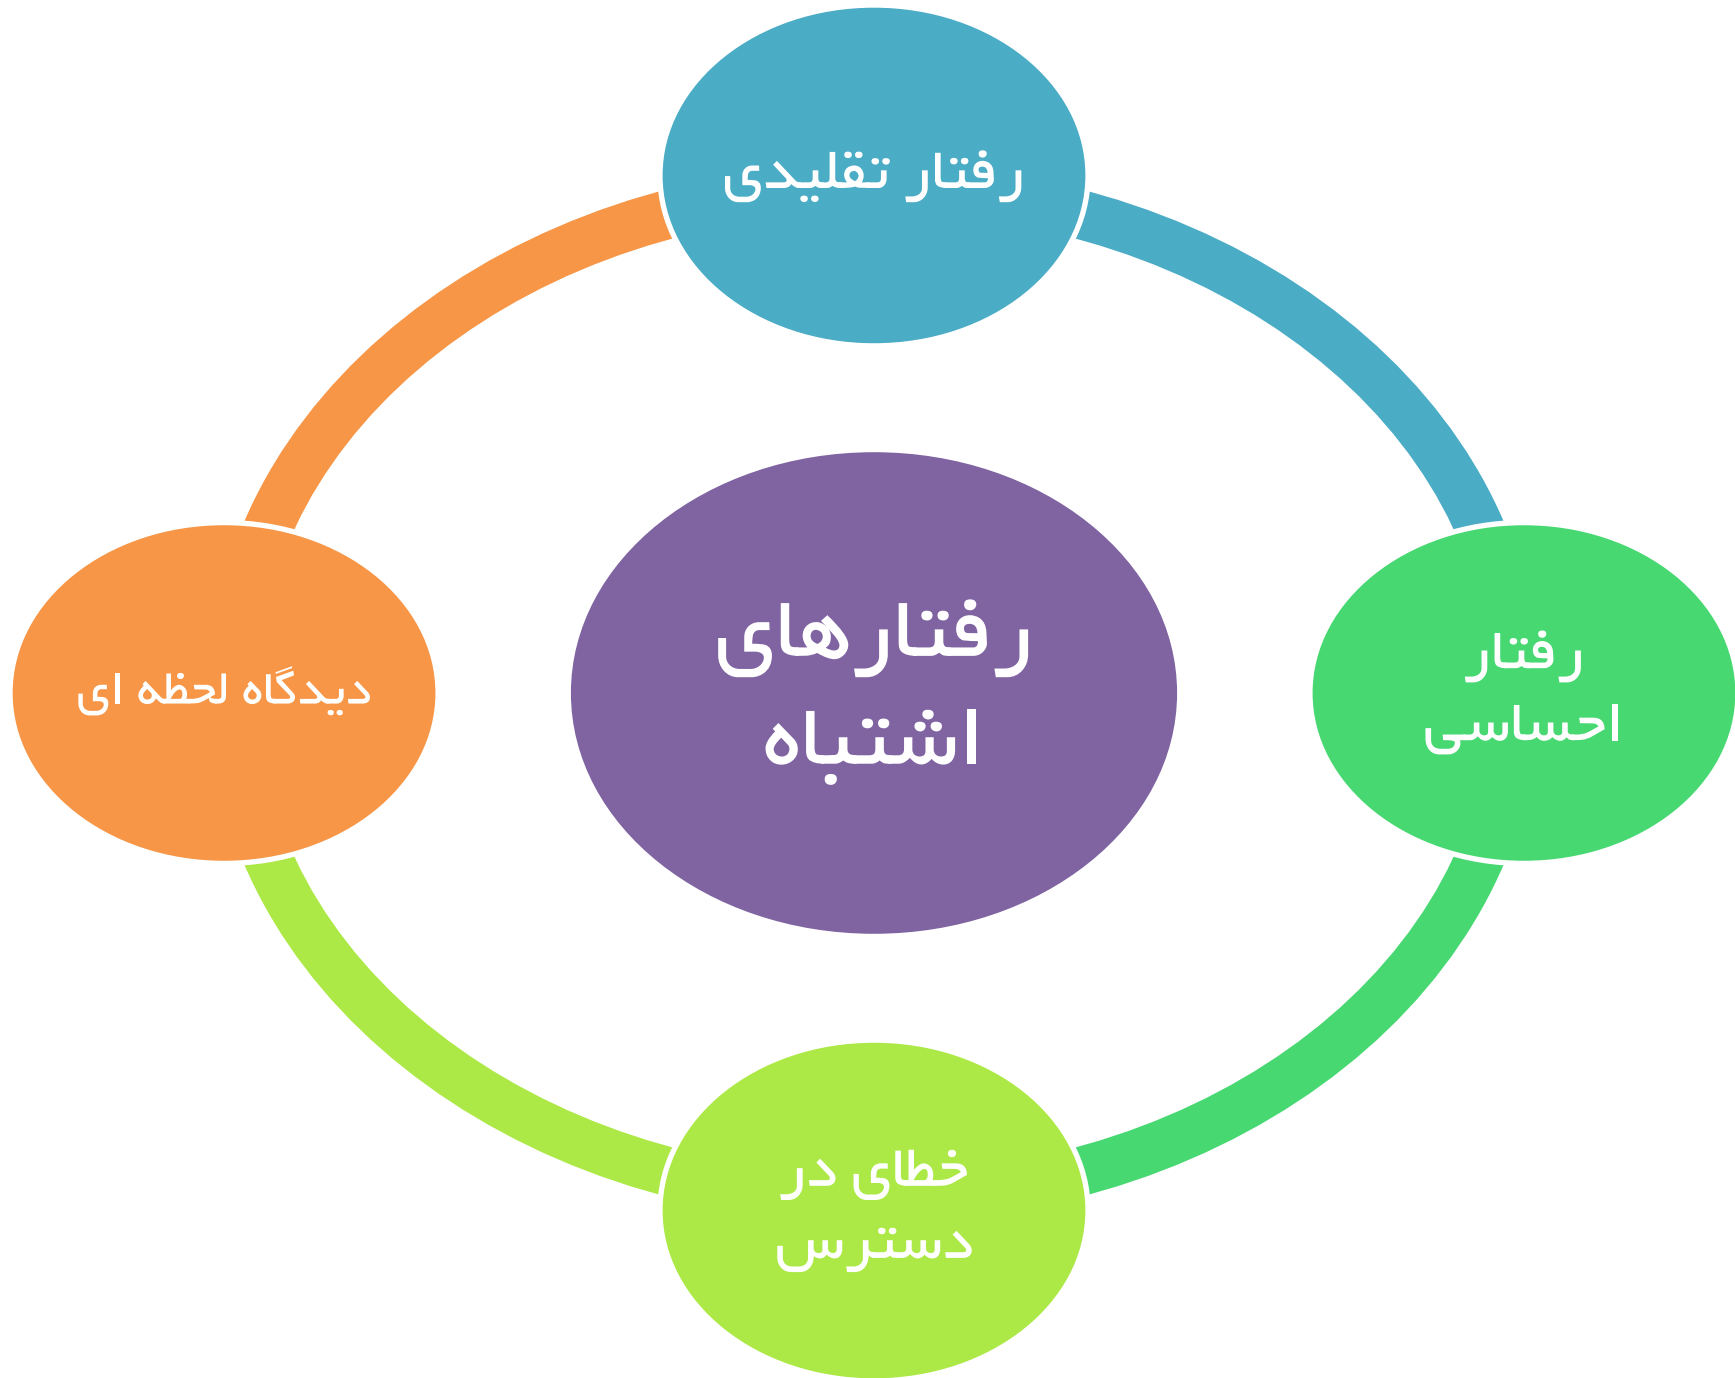 رفتار تقلیدی
رفتارهای
اشتباه
رفتار
احساسی
خطای در
دسترس
دیدگاه لحظه ای